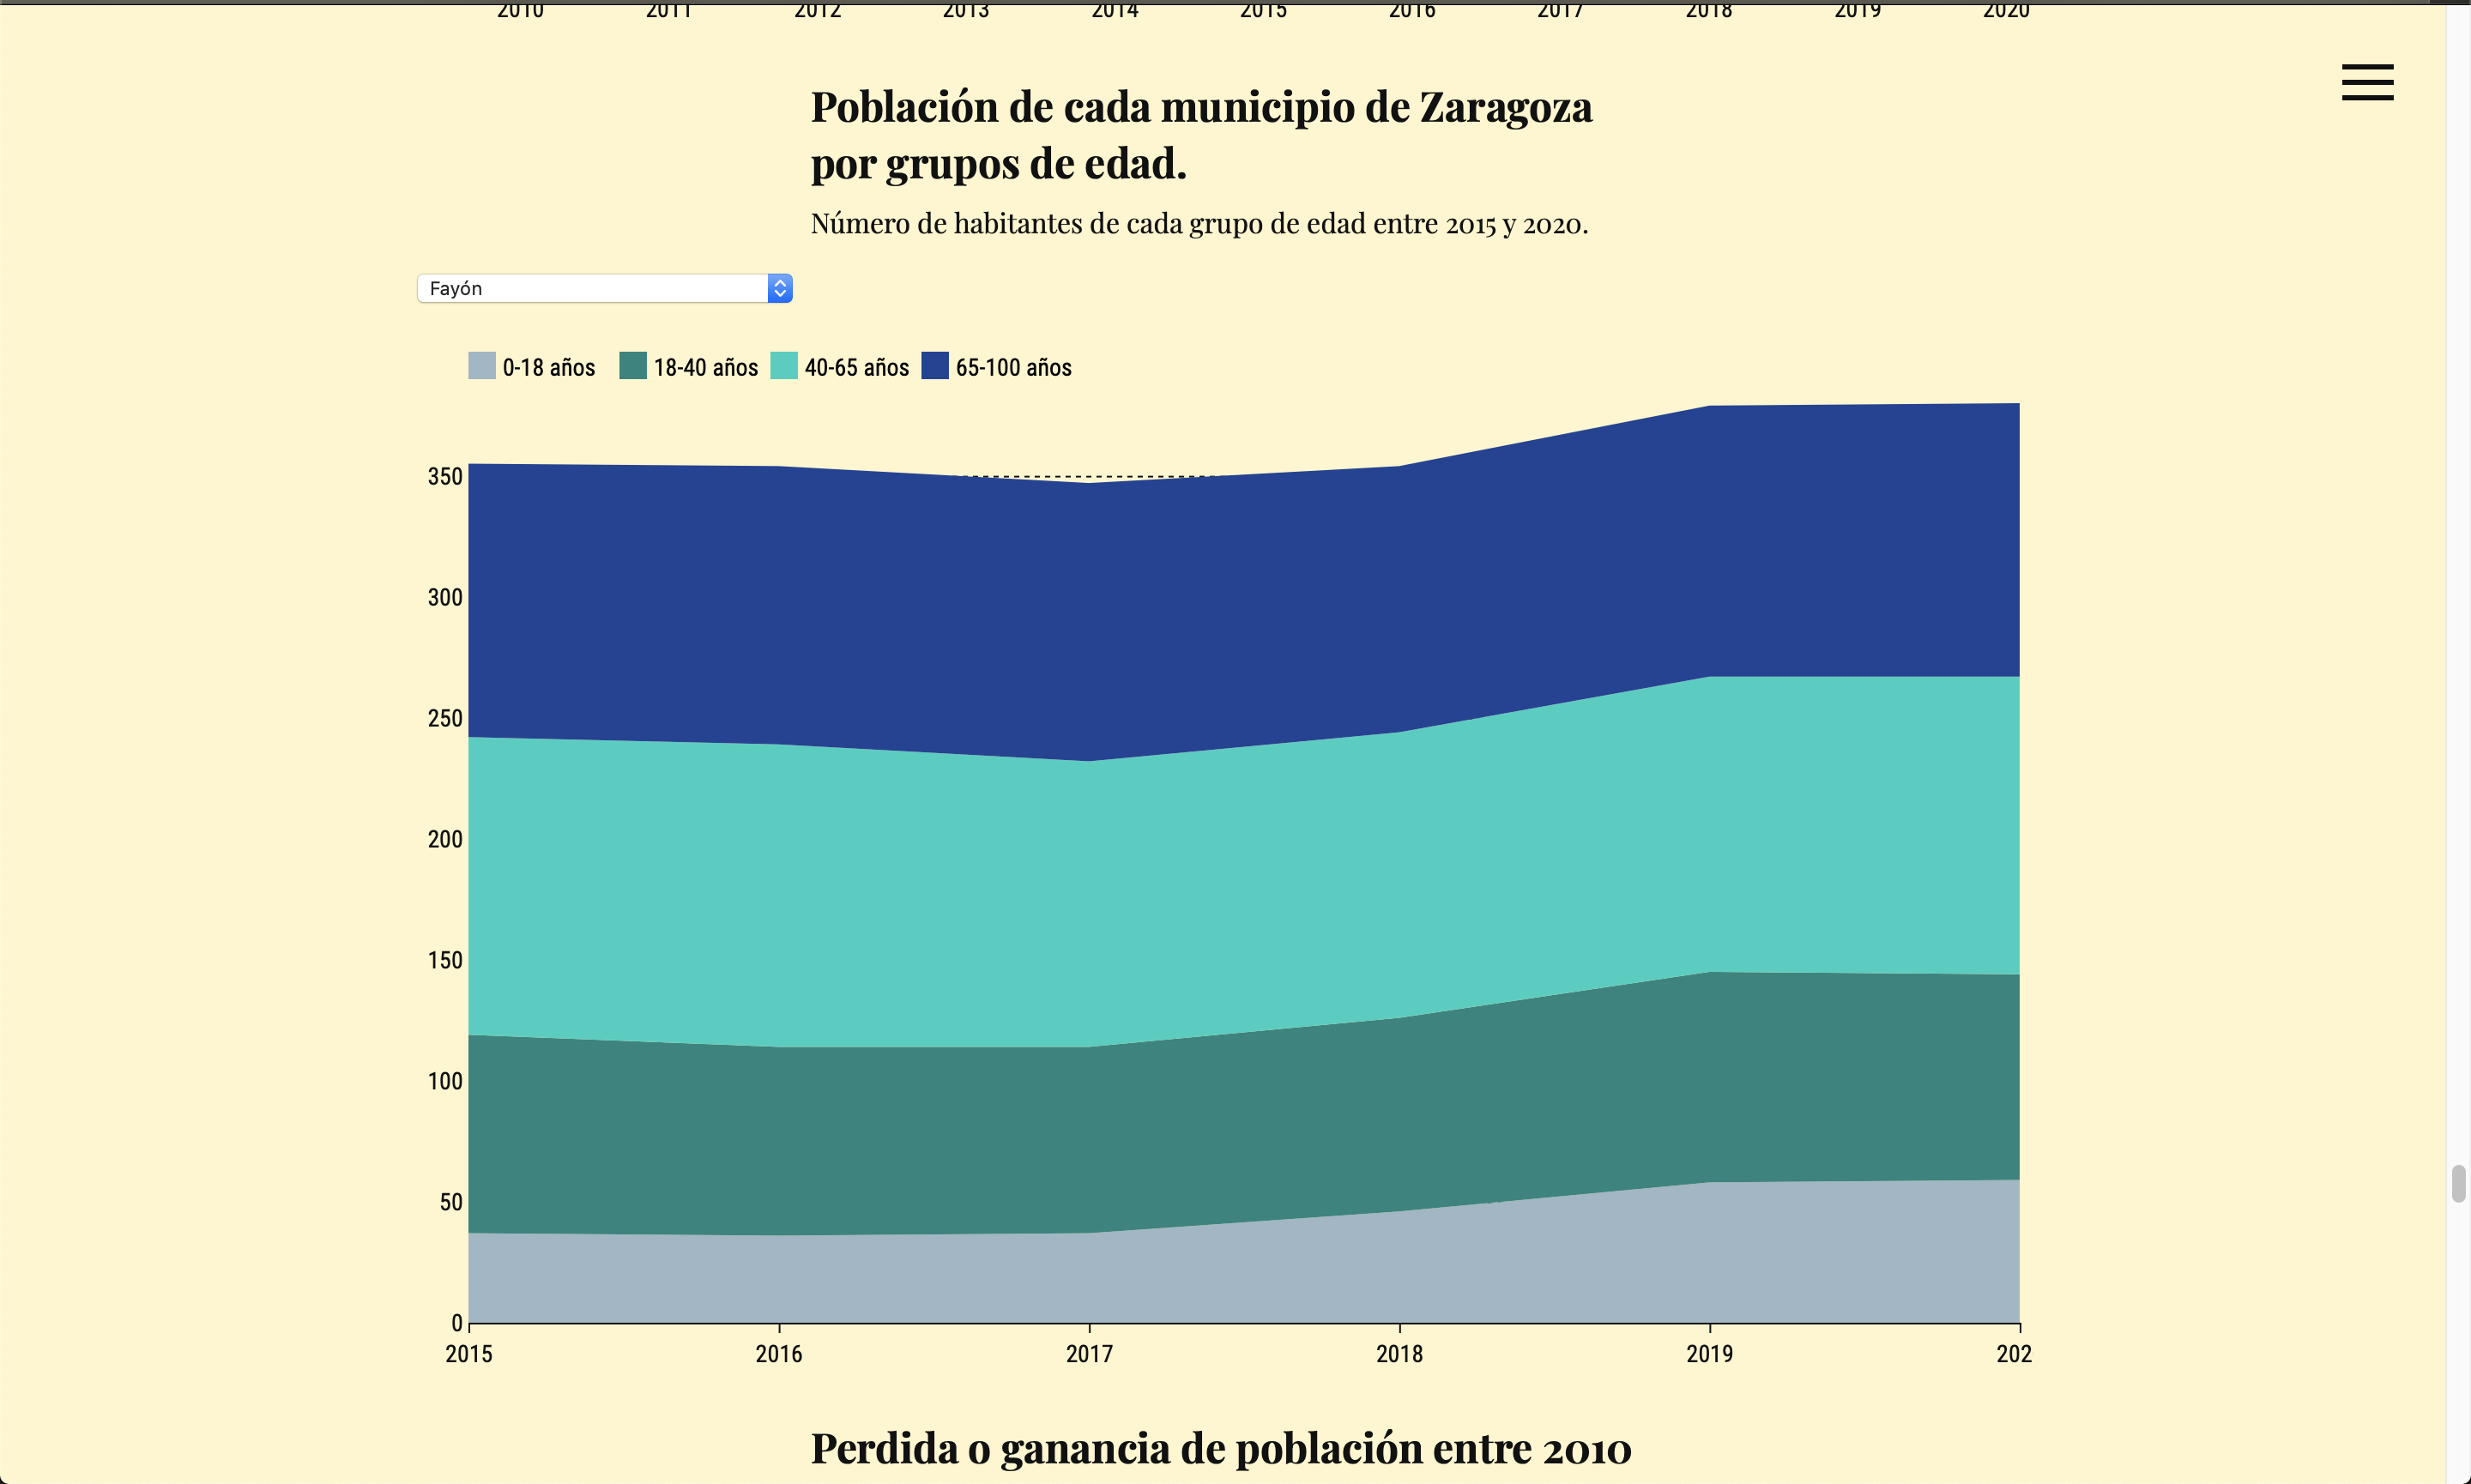 2010 2011 2012 2013 2014 2015 2016 2017 2018 2019 2020
Población de cada municipio de Zaragoza
por grupos de edad.
Número de habitantes de cada grupo de edad entre 2015 y 2020.
Fayón
0-18 años 18-40 años 40-65 años 65-100 años
350
300
250
200
150
100
50
0
2015 2016 2017 2018 2019 202
Perdida o ganancia de población entre 2010